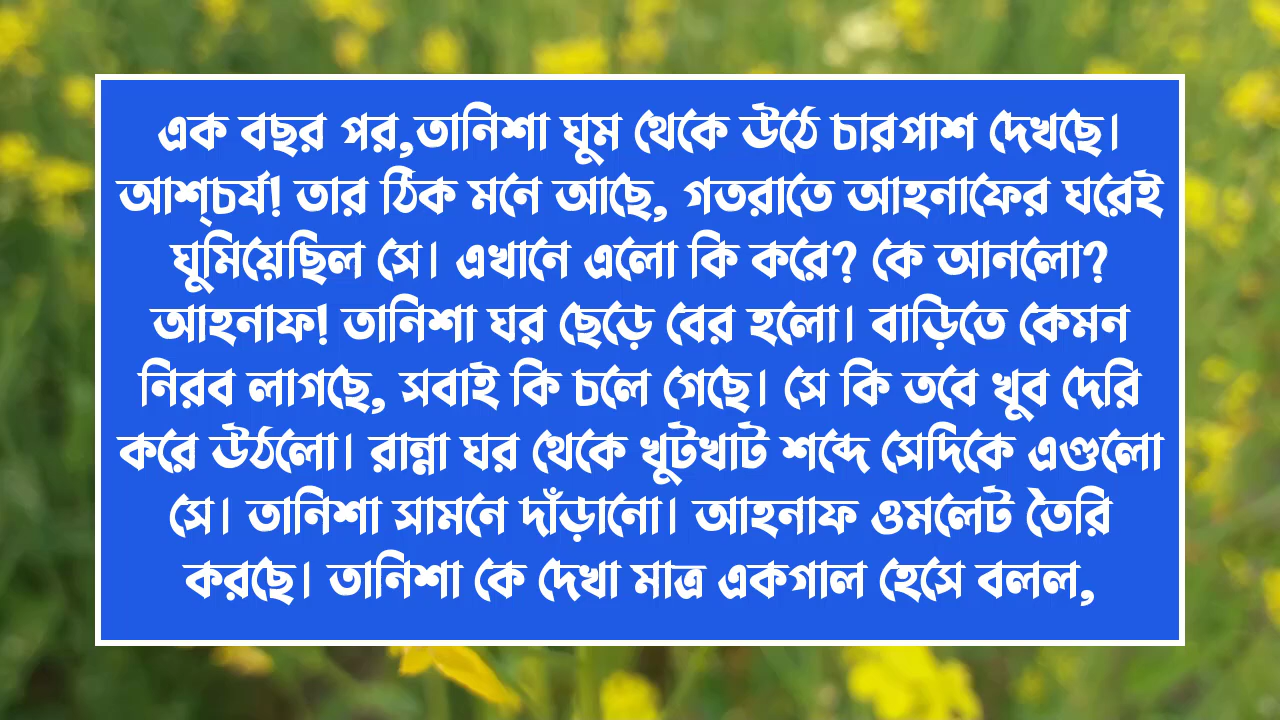 এক বছর পর,তানিশা ঘুম থেকে উঠে চারপাশ দেখছে।
আশ্চর্য! তার ঠিক মনে আছে, গতরাতে আহনাফের ঘরেই
ঘুমিয়েছিল সে। এখানে এলো কি করে? কে আনলো?
আহনাফ! তানিশা ঘর ছেড়ে বের হলো। বাড়িতে কেমন
নিরব লাগছে, সবাই কি চলে গেছে। সে কি তবে খুব দেরি
করে উঠলো। রান্না ঘর থেকে খুটখাট শব্দে সেদিকে এগুলো
সে। তানিশা সামনে দাঁড়ানো। আহনাফ ওমলেট তৈরি
করছে। তানিশা কে দেখা মাত্র একগাল হেসে বলল,